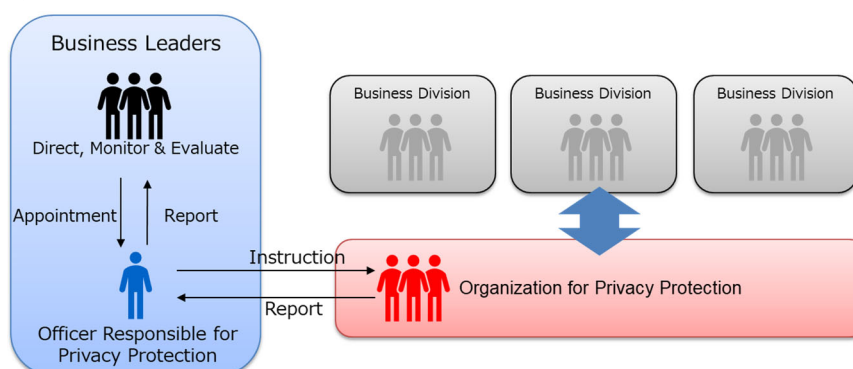 Business Leaders
Direct, Monitor & Evaluate
Appointment
Report
Officer Responsible for
Privacy Protection
Instruction
Report
Business Division
Business Division
Business Division
Organization for Privacy Protection